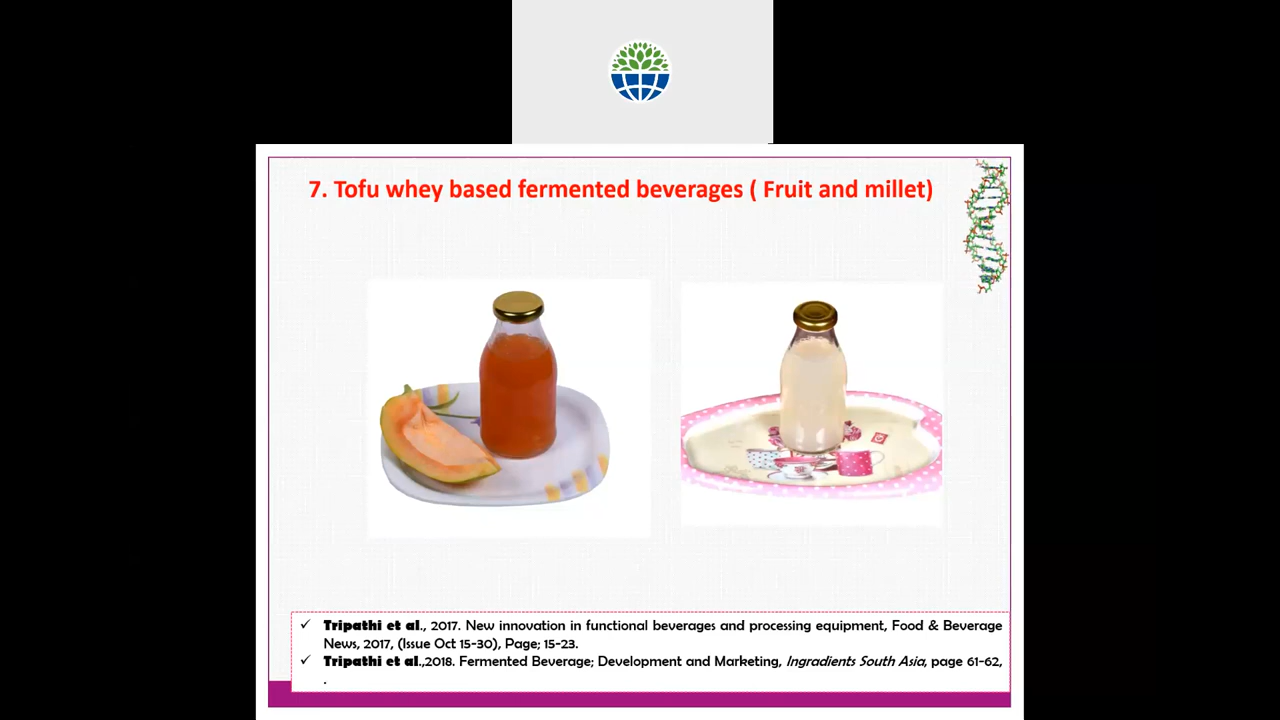 7. Tofu whey based fermented beverages ( Fruit and millet)
✓ Tripathi et al., 2017. New innovation in functional beverages and processing equipment, Food & Beverage
News, 2017, (Issue Oct 15-30), Page; 15-23.
✓ Tripathi et al.,2018. Fermented Beverage; Development and Marketing, Ingradients South Asia, page 61-62,
.